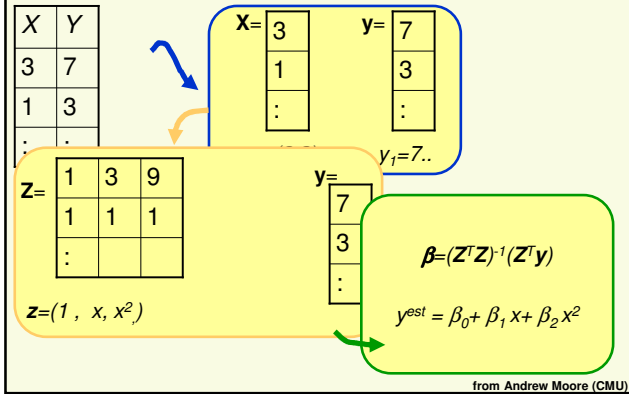 X Y
3 7
1 3
: :
X= 3
1
:
y= 7
3
:
y₁=7..
Z= 1 3 9
1 1 1
:
y=
7
3
:
z=(1 , x, x²,)
β=(ZᵀZ)⁻¹(Zᵀy)
yᵉˢᵗ = β₀+ β₁ x+ β₂ x²
from Andrew Moore (CMU)